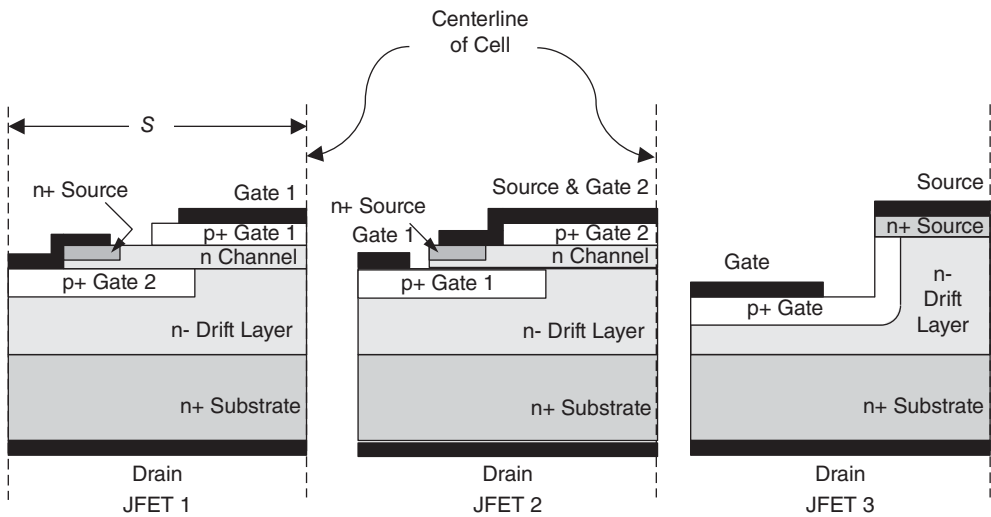 Centerline
of Cell
S
n+ Source
Gate 1
p+ Gate 1
n Channel
p+ Gate 2
n- Drift Layer
n+ Substrate
Drain
JFET 1
Source & Gate 2
n+ Source
Gate 1
p+ Gate 2
n Channel
p+ Gate 1
n- Drift Layer
n+ Substrate
Drain
JFET 2
Source
n+ Source
Gate
p+ Gate
n-
Drift
Layer
n+ Substrate
Drain
JFET 3